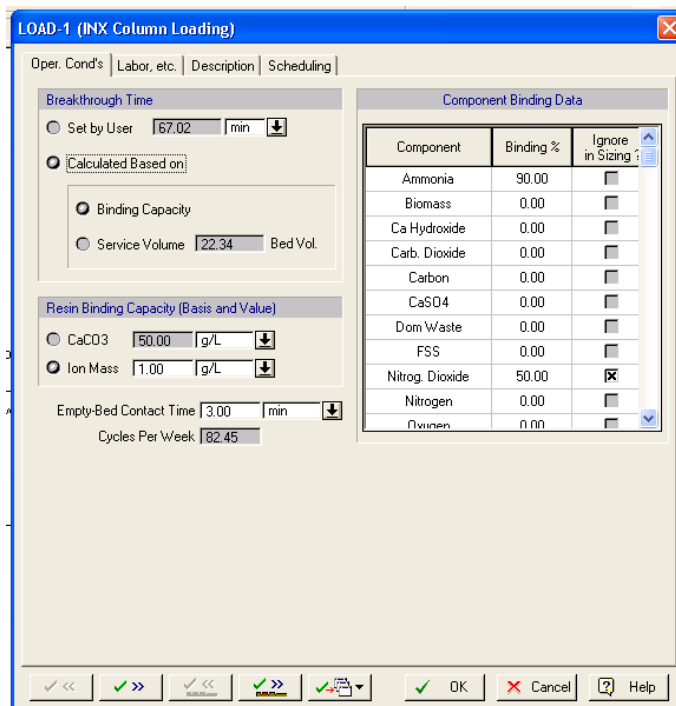 LOAD-1 (INX Column Loading)
Oper. Cond's Labor, etc. Description Scheduling
Breakthrough Time
Set by User 67.02 min
Calculated Based on
Binding Capacity
Service Volume 22.34 Bed Vol.
Resin Binding Capacity (Basis and Value)
CaCO3 50.00 g/L
Ion Mass 1.00 g/L
Empty-Bed Contact Time 3.00 min
Cycles Per Week 82.45
Component Binding Data
Component Binding % Ignore
in Sizing ?
Ammonia 90.00
Biomass 0.00
Ca Hydroxide 0.00
Carb. Dioxide 0.00
Carbon 0.00
CaSO4 0.00
Dom Waste 0.00
FSS 0.00
Nitrog. Dioxide 50.00
Nitrogen 0.00
Oxygen 0.00
OK Cancel Help